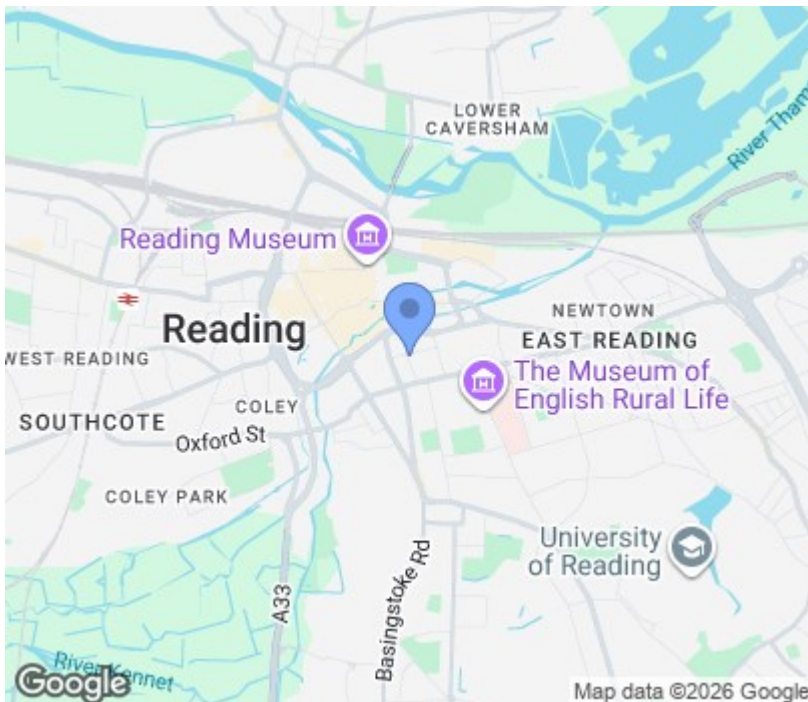 LOWER
CAVERSHAM
River Tham
Reading Museum
Reading
NEWTOWN
EAST READING
WEST READING
The Museum of
English Rural Life
SOUTHCOTE
COLEY
Oxford St
COLEY PARK
University
of Reading
Basingstoke Rd
A33
River Kennet
Google
Map data ©2026 Google